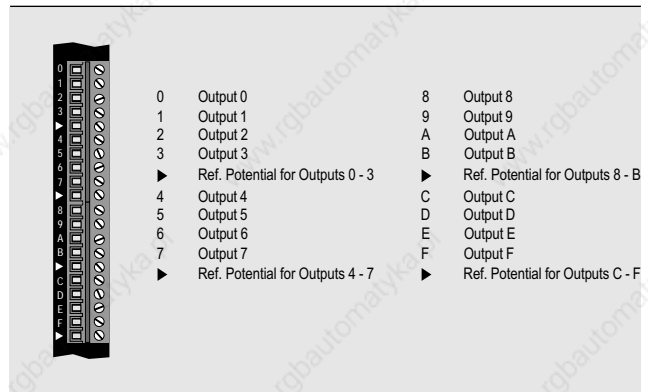 0
1
2
3
▶
4
5
6
7
▶
8
9
A
B
▶
C
D
E
F
▶
0 Output 0
1 Output 1
2 Output 2
3 Output 3
▶ Ref. Potential for Outputs 0 - 3
4 Output 4
5 Output 5
6 Output 6
7 Output 7
▶ Ref. Potential for Outputs 4 - 7
8 Output 8
9 Output 9
A Output A
B Output B
▶ Ref. Potential for Outputs 8 - B
C Output C
D Output D
E Output E
F Output F
▶ Ref. Potential for Outputs C - F